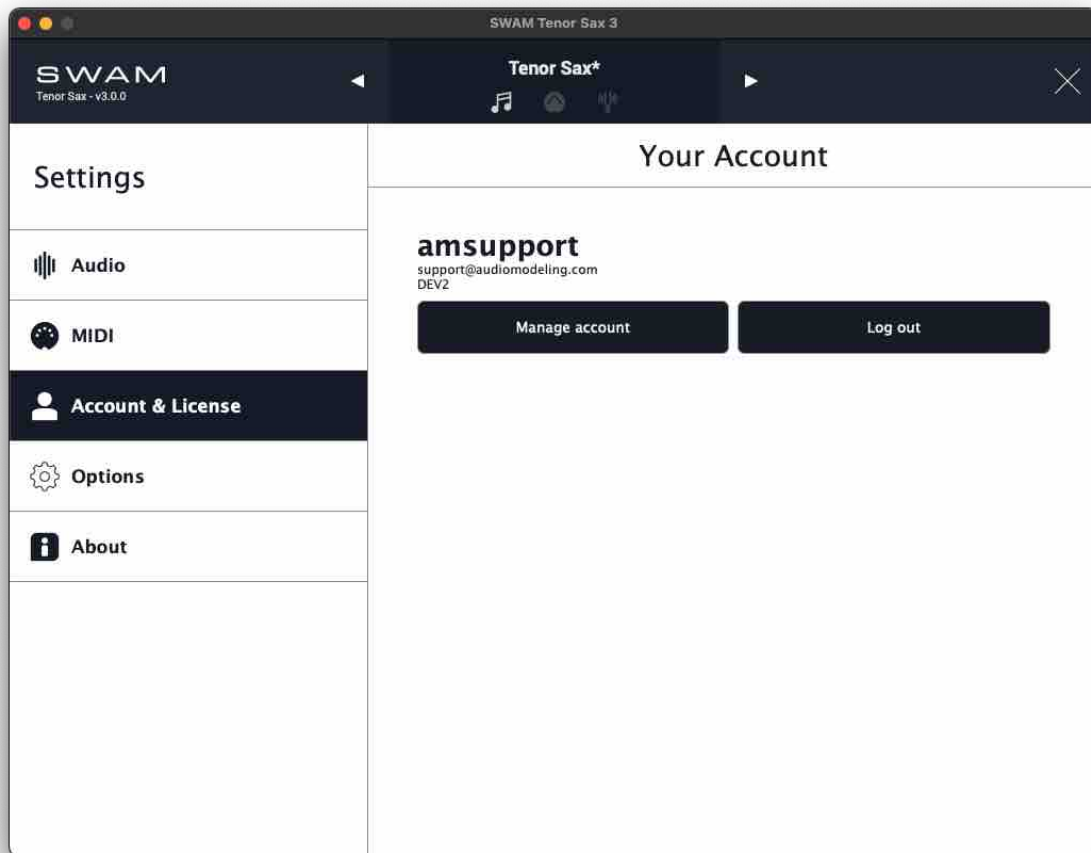 SWAM Tenor Sax 3
SWAM
Tenor Sax - v3.0.0
Tenor Sax*
Settings
Audio
MIDI
Account & License
Options
About
Your Account
amsupport
support@audiomodeling.com
DEV2
Manage account
Log out